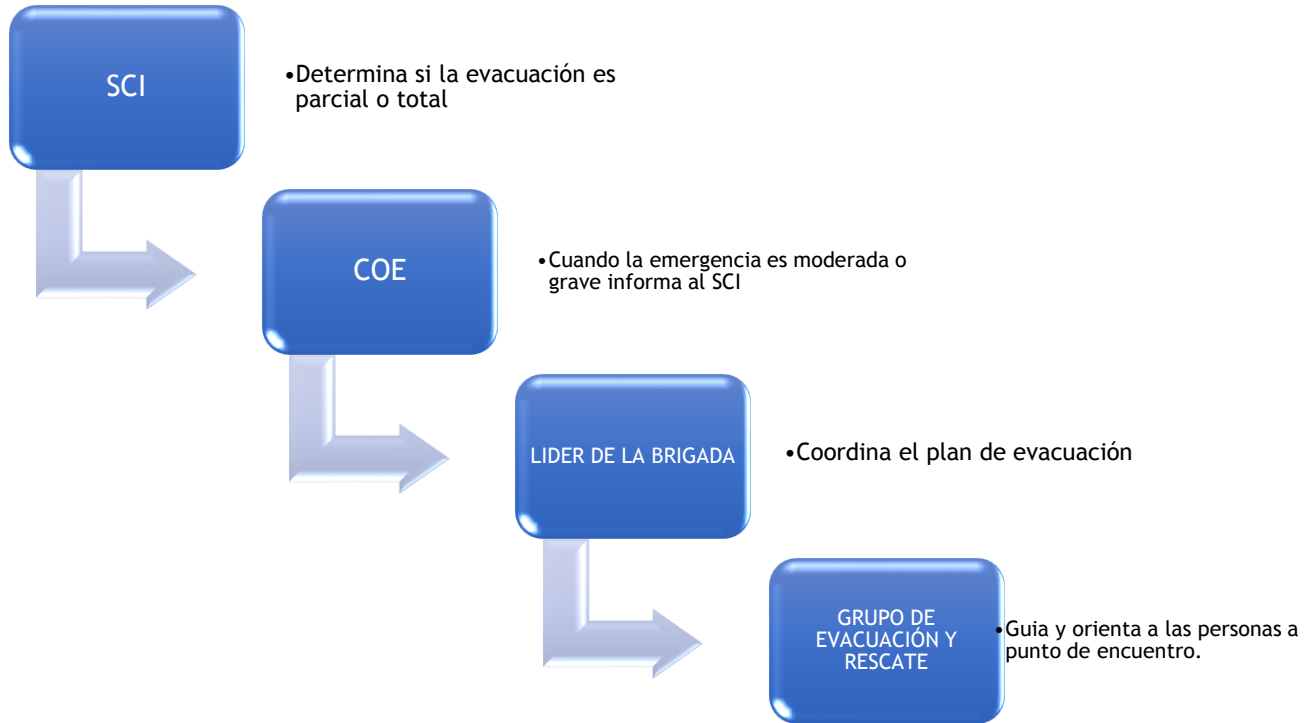 SCI
•Determina si la evacuación es
parcial o total
COE
•Cuando la emergencia es moderada o
grave informa al SCI
LIDER DE LA BRIGADA
•Coordina el plan de evacuación
GRUPO DE
EVACUACIÓN Y
RESCATE
•Guia y orienta a las personas a
punto de encuentro.